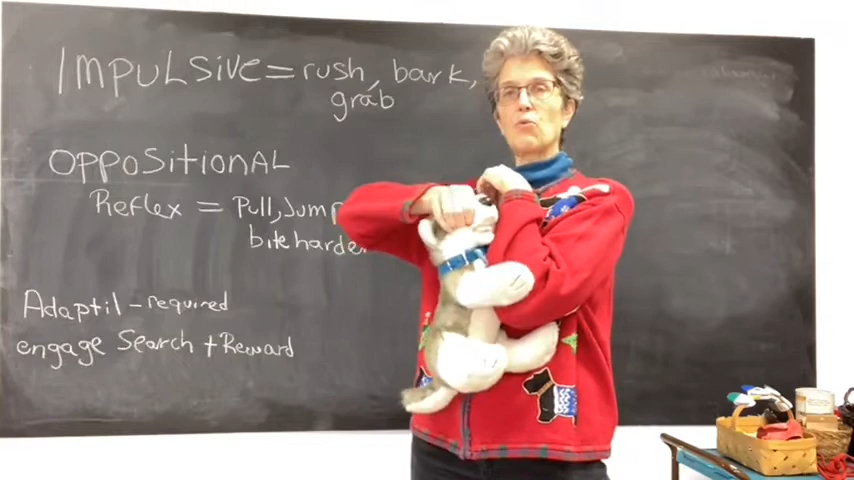 IMPULSIVE = rush, bark,
grab
OPPOSITIONAL
Reflex = Pull, Jump
bite harder
Adaptil - required
engage Search + Reward